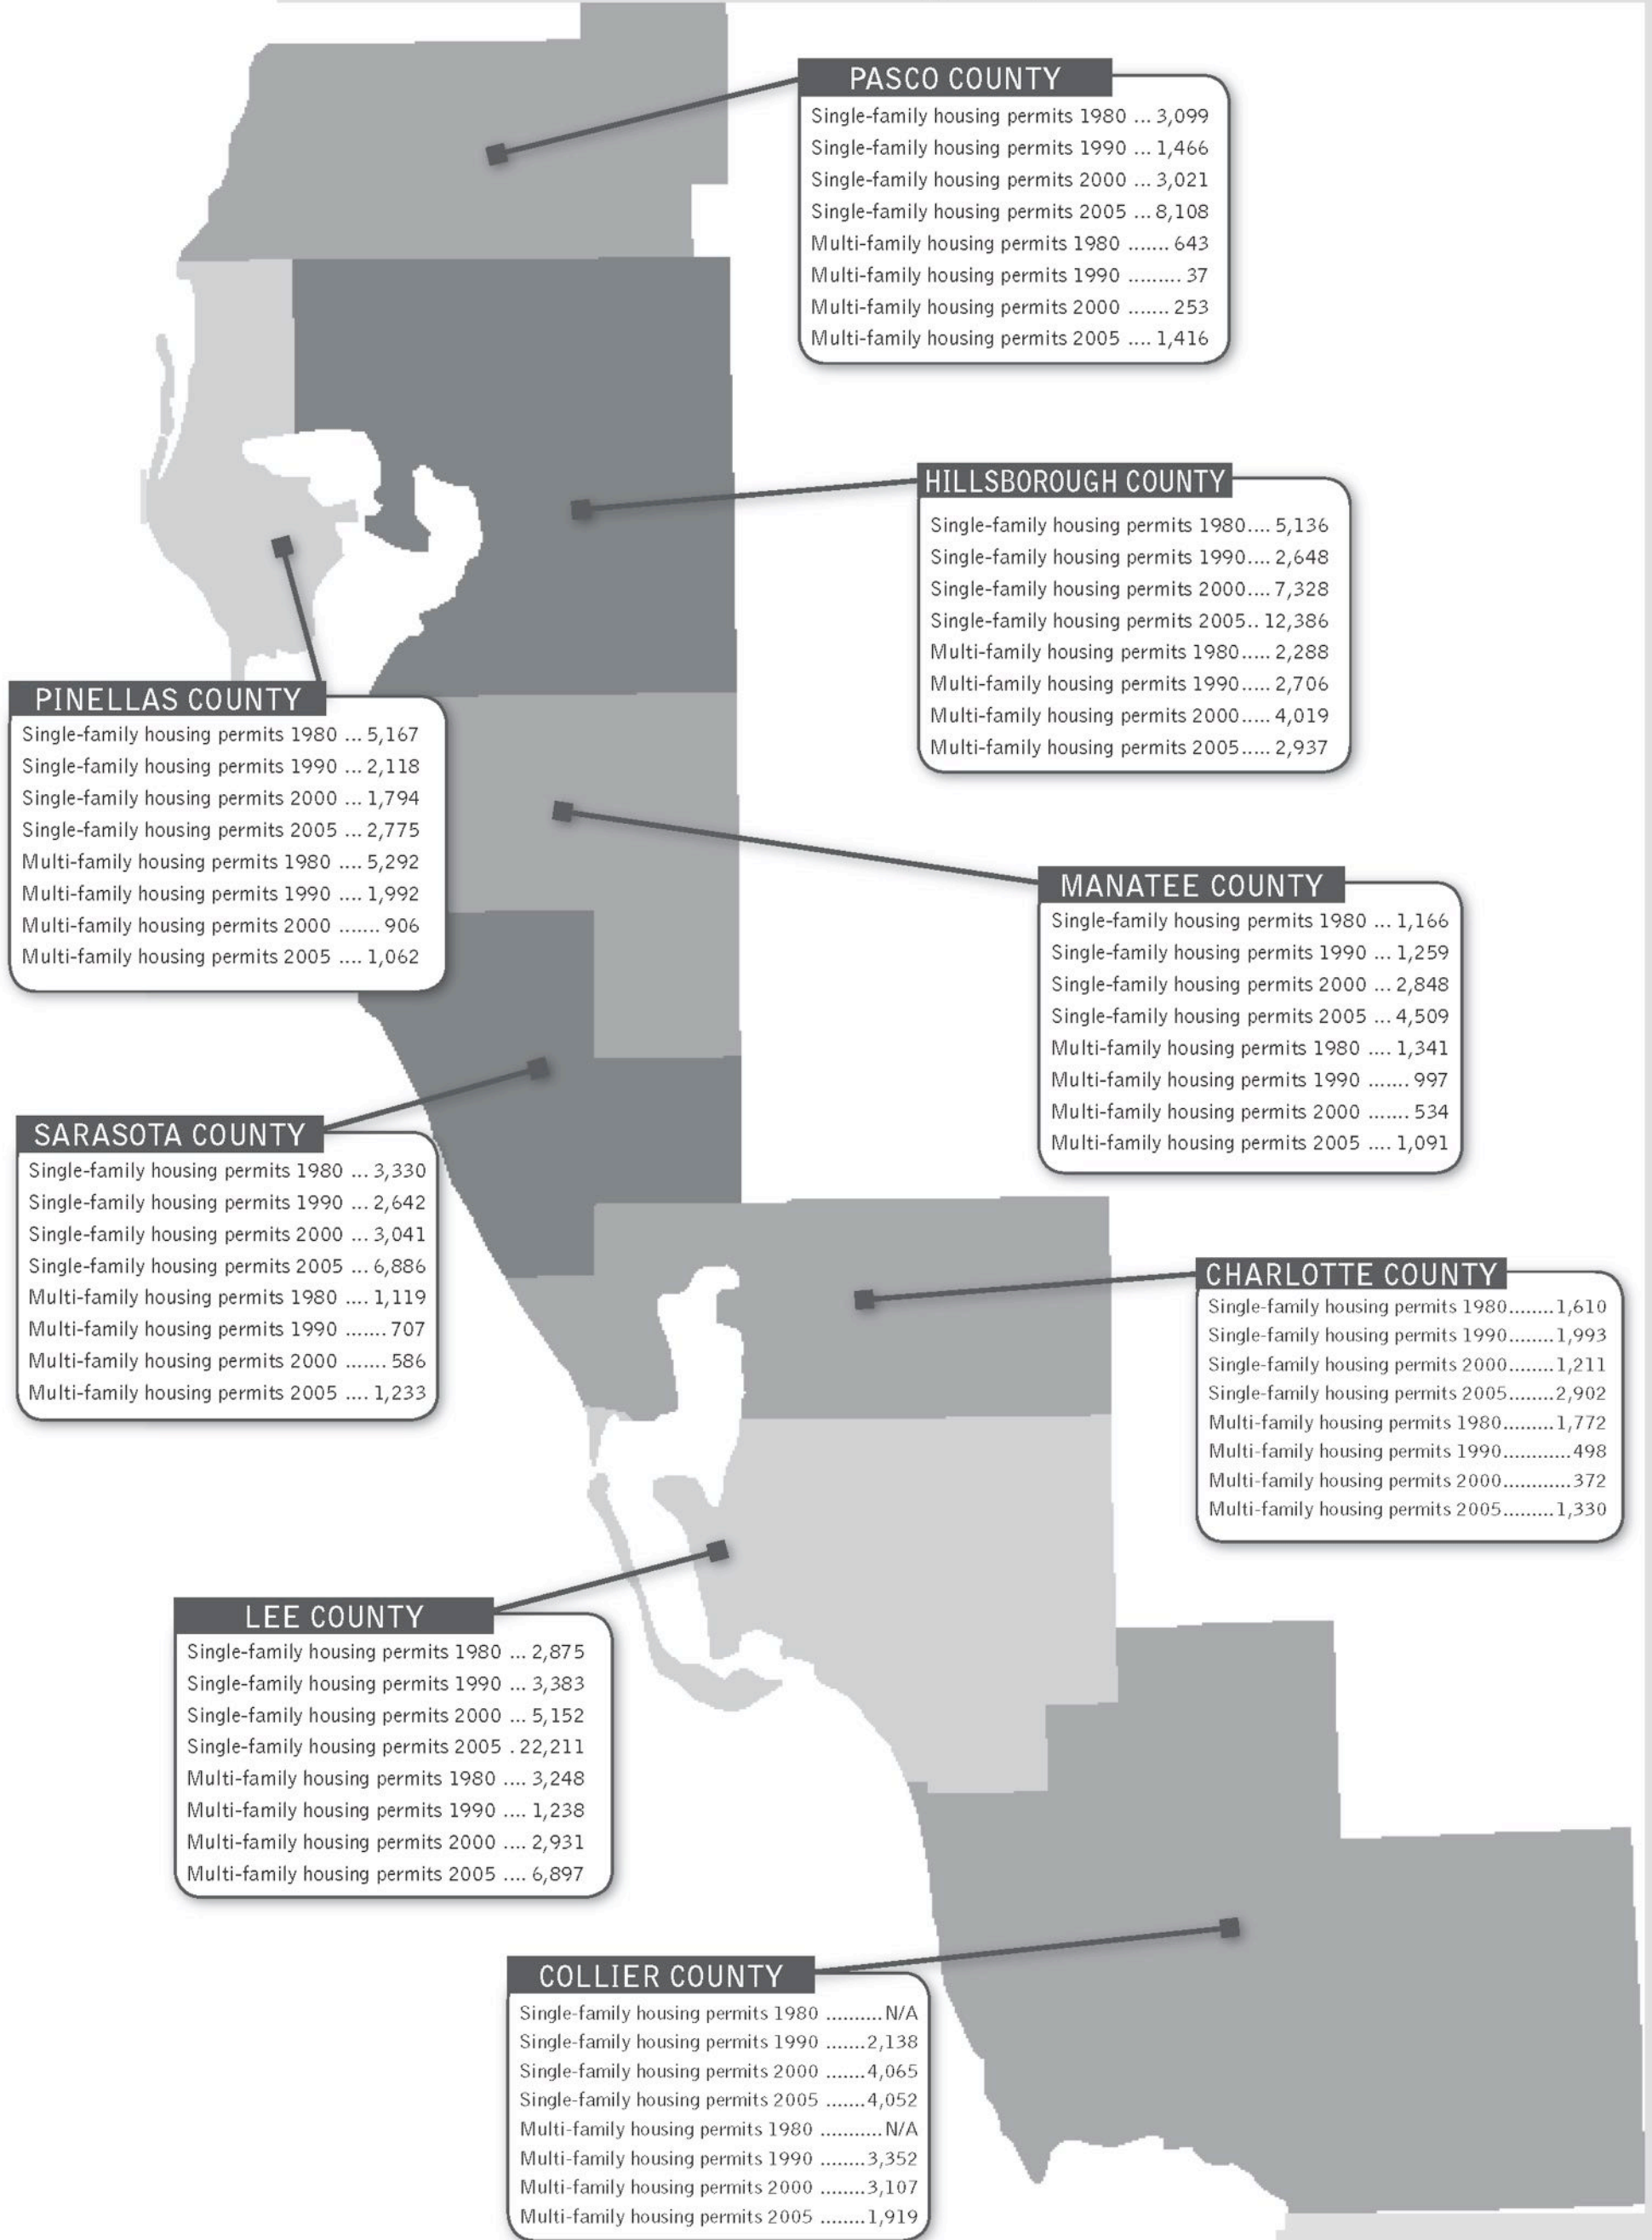 PASCO COUNTY
Single-family housing permits 1980 ... 3,099
Single-family housing permits 1990 ... 1,466
Single-family housing permits 2000 ... 3,021
Single-family housing permits 2005 ... 8,108
Multi-family housing permits 1980 ....... 643
Multi-family housing permits 1990 ......... 37
Multi-family housing permits 2000 ....... 253
Multi-family housing permits 2005 .... 1,416
HILLSBOROUGH COUNTY
Single-family housing permits 1980.... 5,136
Single-family housing permits 1990.... 2,648
Single-family housing permits 2000.... 7,328
Single-family housing permits 2005.. 12,386
Multi-family housing permits 1980..... 2,288
Multi-family housing permits 1990..... 2,706
Multi-family housing permits 2000..... 4,019
Multi-family housing permits 2005..... 2,937
PINELLAS COUNTY
Single-family housing permits 1980 ... 5,167
Single-family housing permits 1990 ... 2,118
Single-family housing permits 2000 ... 1,794
Single-family housing permits 2005 ... 2,775
Multi-family housing permits 1980 .... 5,292
Multi-family housing permits 1990 .... 1,992
Multi-family housing permits 2000 ....... 906
Multi-family housing permits 2005 .... 1,062
MANATEE COUNTY
Single-family housing permits 1980 ... 1,166
Single-family housing permits 1990 ... 1,259
Single-family housing permits 2000 ... 2,848
Single-family housing permits 2005 ... 4,509
Multi-family housing permits 1980 .... 1,341
Multi-family housing permits 1990 ....... 997
Multi-family housing permits 2000 ....... 534
Multi-family housing permits 2005 .... 1,091
SARASOTA COUNTY
Single-family housing permits 1980 ... 3,330
Single-family housing permits 1990 ... 2,642
Single-family housing permits 2000 ... 3,041
Single-family housing permits 2005 ... 6,886
Multi-family housing permits 1980 .... 1,119
Multi-family housing permits 1990 ....... 707
Multi-family housing permits 2000 ....... 586
Multi-family housing permits 2005 .... 1,233
CHARLOTTE COUNTY
Single-family housing permits 1980........1,610
Single-family housing permits 1990........1,993
Single-family housing permits 2000........1,211
Single-family housing permits 2005........2,902
Multi-family housing permits 1980.........1,772
Multi-family housing permits 1990............498
Multi-family housing permits 2000............372
Multi-family housing permits 2005.........1,330
LEE COUNTY
Single-family housing permits 1980 ... 2,875
Single-family housing permits 1990 ... 3,383
Single-family housing permits 2000 ... 5,152
Single-family housing permits 2005 . 22,211
Multi-family housing permits 1980 .... 3,248
Multi-family housing permits 1990 .... 1,238
Multi-family housing permits 2000 .... 2,931
Multi-family housing permits 2005 .... 6,897
COLLIER COUNTY
Single-family housing permits 1980 ..........N/A
Single-family housing permits 1990 .......2,138
Single-family housing permits 2000 .......4,065
Single-family housing permits 2005 .......4,052
Multi-family housing permits 1980 ...........N/A
Multi-family housing permits 1990 ........3,352
Multi-family housing permits 2000 ........3,107
Multi-family housing permits 2005 ........1,919